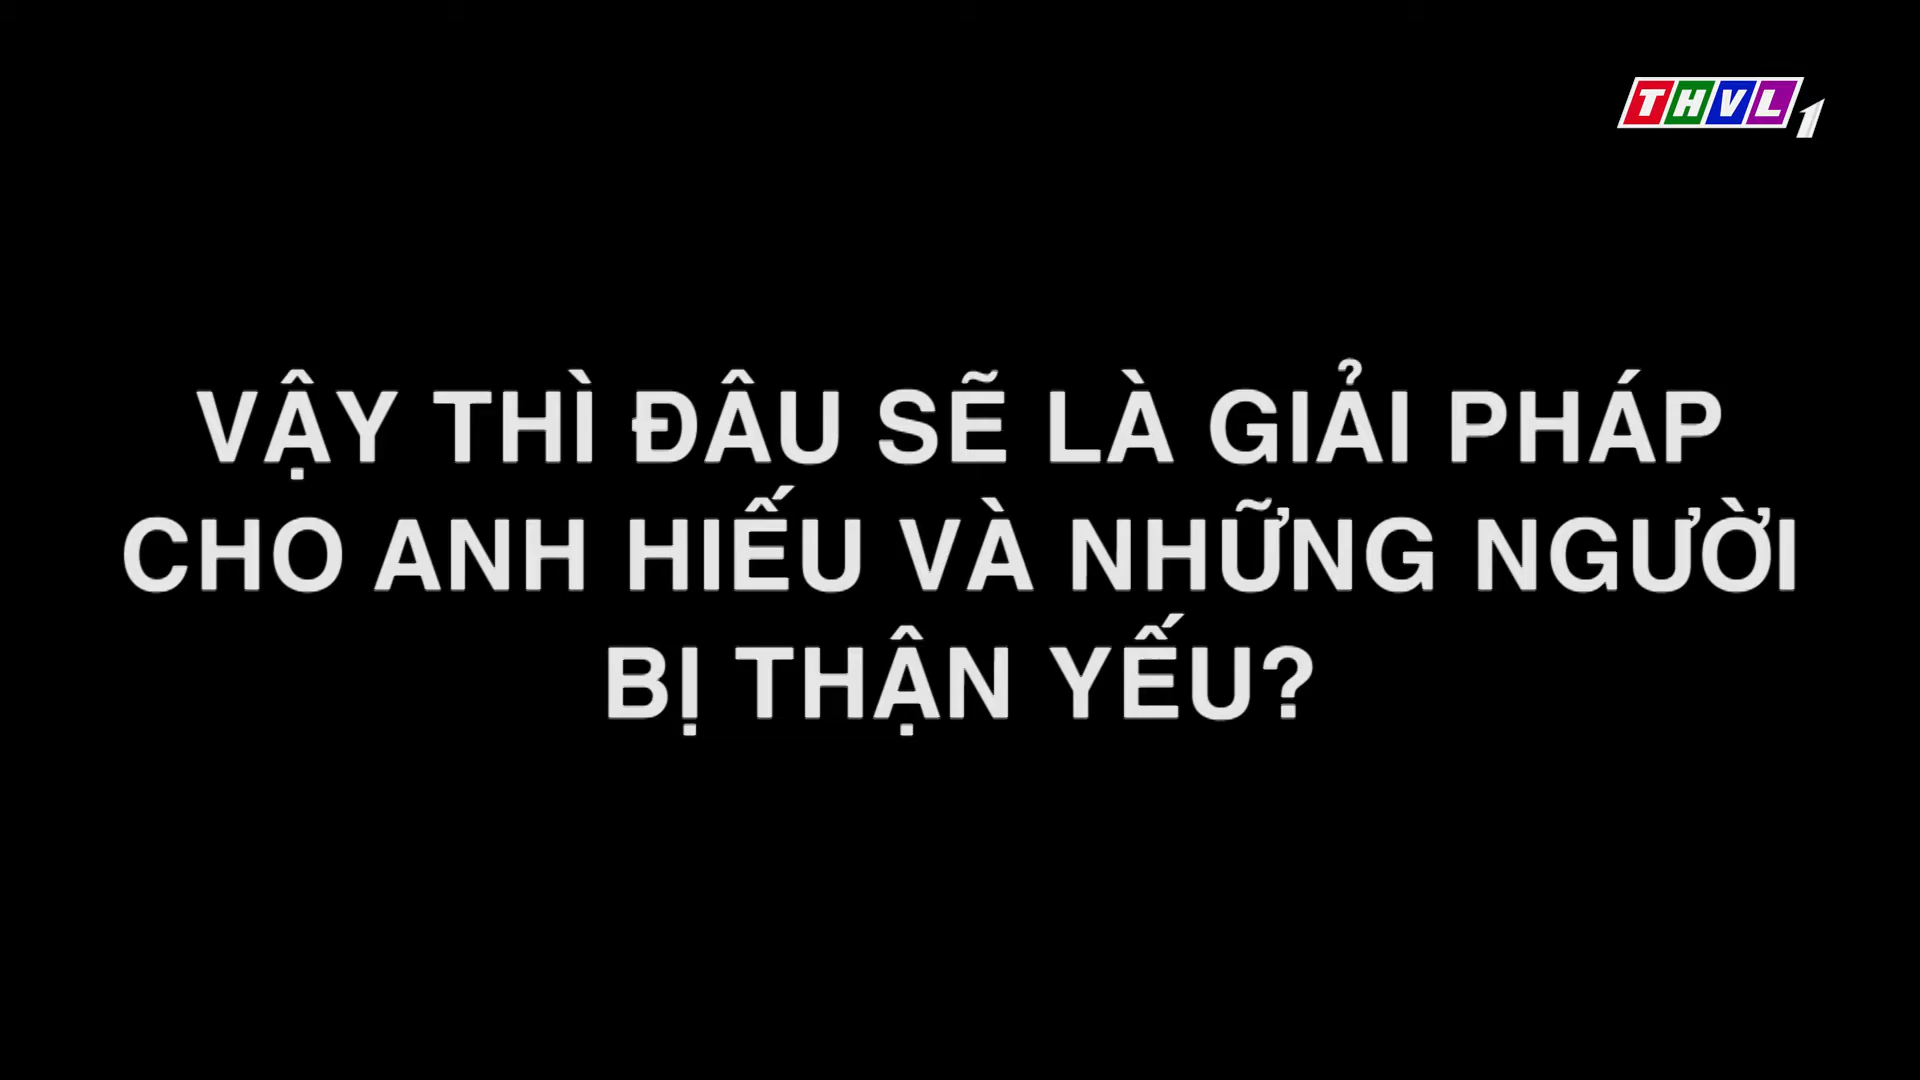 THVL1
VẬY THÌ ĐÂU SẼ LÀ GIẢI PHÁP
CHO ANH HIẾU VÀ NHỮNG NGƯỜI
BỊ THẬN YẾU?